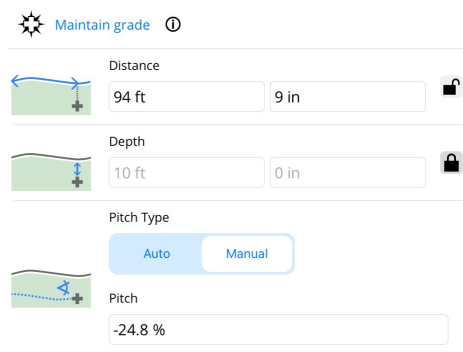 Maintain grade
Distance
94 ft 9 in
Depth
10 ft 0 in
Pitch Type
Auto Manual
Pitch
-24.8 %